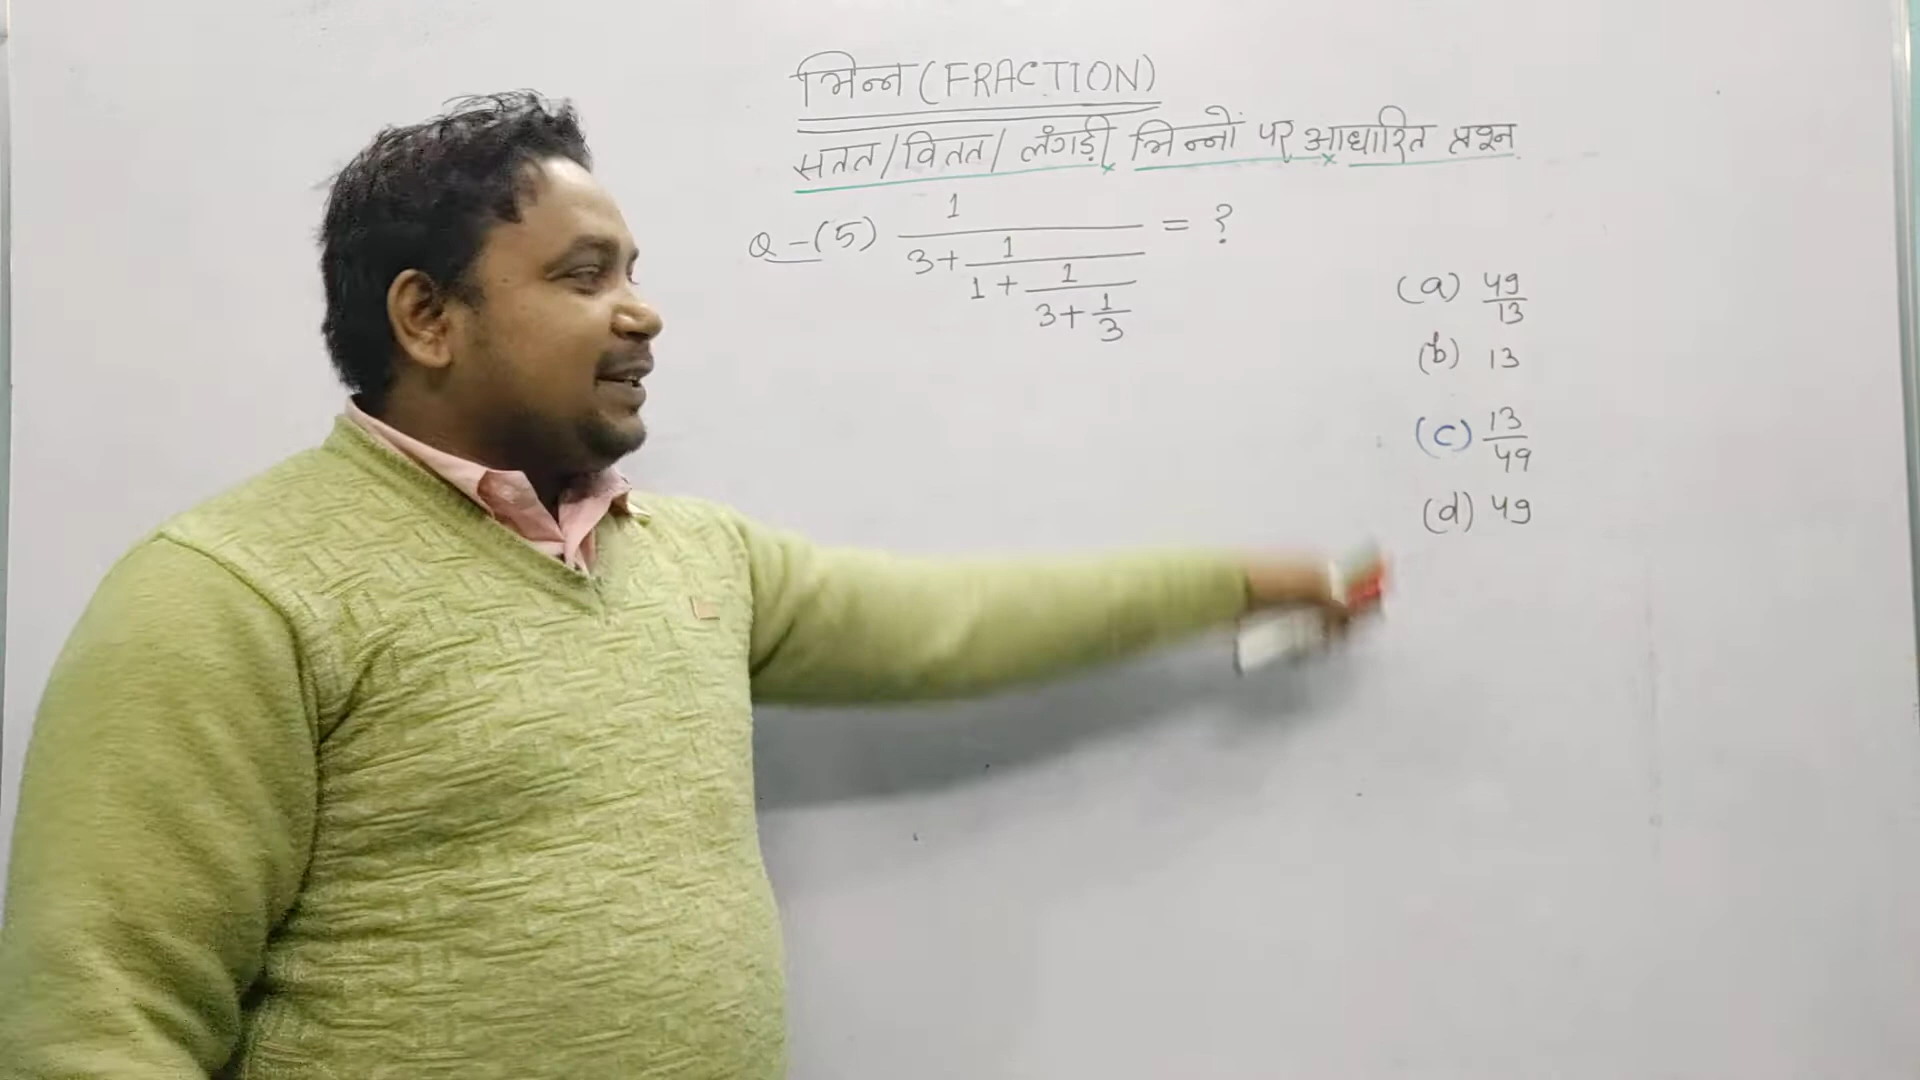 भिन्न (FRACTION)
सतत/वितत/ लंगड़ी भिन्नों पर आधारित प्रश्न
Q-(5) 1/(3+1/(1+1/(3+1/3))) = ?
(a) 49/13
(b) 13
(c) 13/49
(d) 49